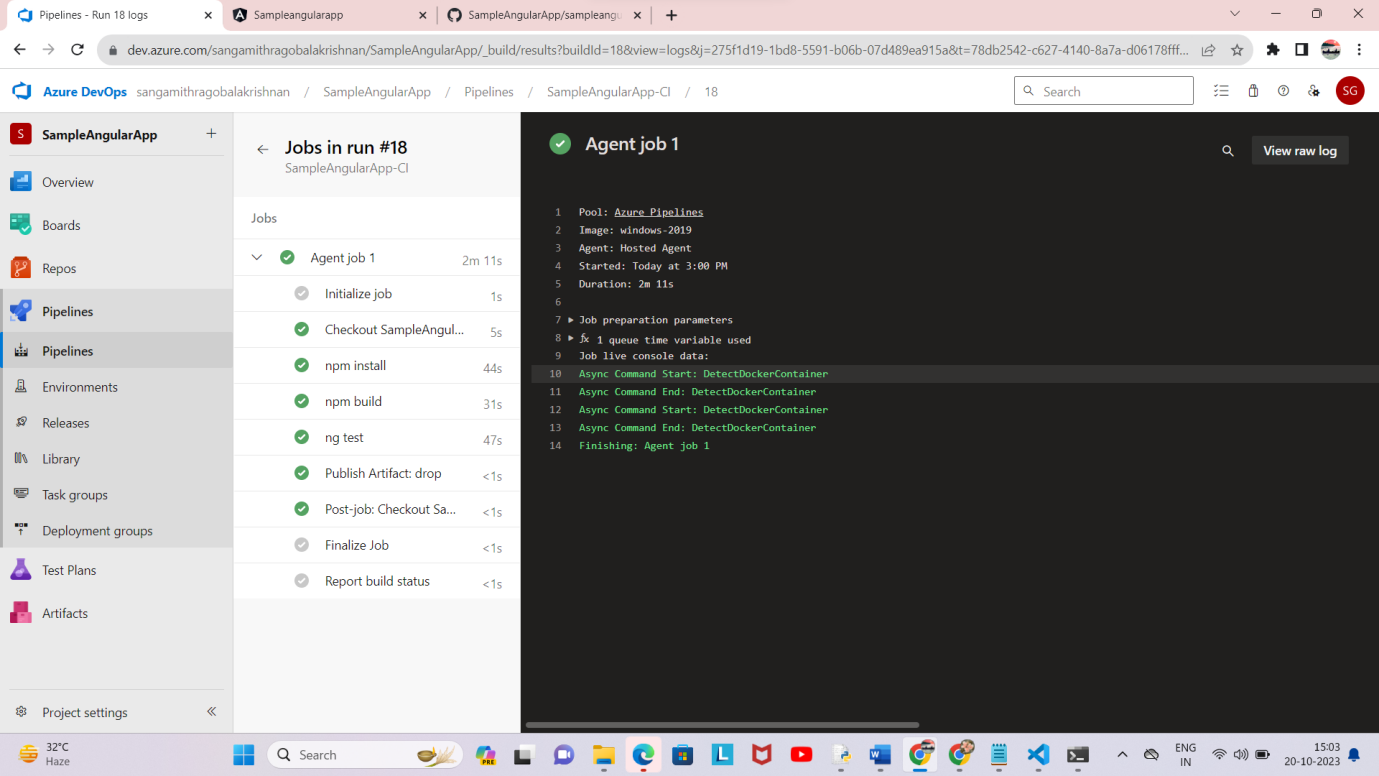 Pipelines - Run 18 logs
Sampleangularapp
SampleAngularApp/sampleangu
dev.azure.com/sangamithragobalakrishnan/SampleAngularApp/_build/results?buildId=18&view=logs&j=275f1d19-1bd8-5591-b06b-07d489ea915a&t=78db2542-c627-4140-8a7a-d06178fff...
Azure DevOps sangamithragobalakrishnan / SampleAngularApp / Pipelines / SampleAngularApp-CI / 18
Search
SG
S SampleAngularApp
Overview
Boards
Repos
Pipelines
Pipelines
Environments
Releases
Library
Task groups
Deployment groups
Test Plans
Artifacts
Project settings
Jobs in run #18
SampleAngularApp-CI
Jobs
Agent job 1 2m 11s
Initialize job 1s
Checkout SampleAngul... 5s
npm install 44s
npm build 31s
ng test 47s
Publish Artifact: drop <1s
Post-job: Checkout Sa... <1s
Finalize Job <1s
Report build status <1s
Agent job 1
View raw log
1 Pool: Azure Pipelines
2 Image: windows-2019
3 Agent: Hosted Agent
4 Started: Today at 3:00 PM
5 Duration: 2m 11s
6
7 Job preparation parameters
8 fx 1 queue time variable used
9 Job live console data:
10 Async Command Start: DetectDockerContainer
11 Async Command End: DetectDockerContainer
12 Async Command Start: DetectDockerContainer
13 Async Command End: DetectDockerContainer
14 Finishing: Agent job 1
32°C
Haze
Search
PRE
L
ENG
IN
15:03
20-10-2023